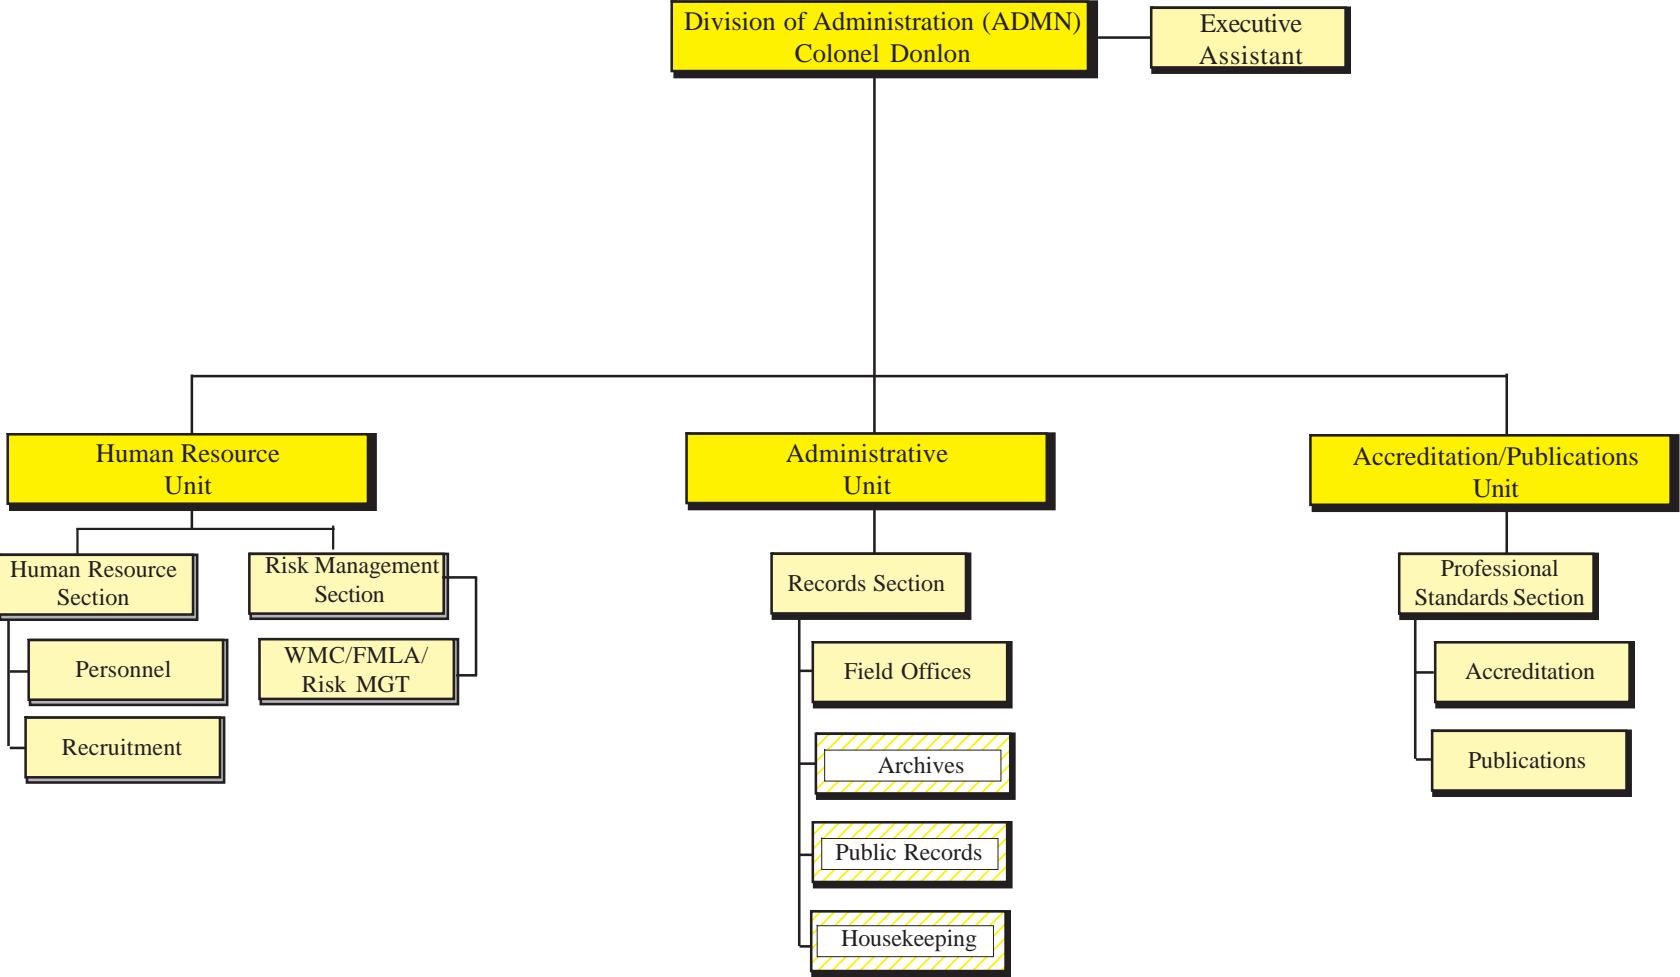 Division of Administration (ADMN)
Colonel Donlon
Executive
Assistant
Human Resource
Unit
Administrative
Unit
Accreditation/Publications
Unit
Human Resource
Section
Risk Management
Section
Records Section
Professional
Standards Section
Personnel
WMC/FMLA/
Risk MGT
Field Offices
Accreditation
Recruitment
Archives
Publications
Public Records
Housekeeping